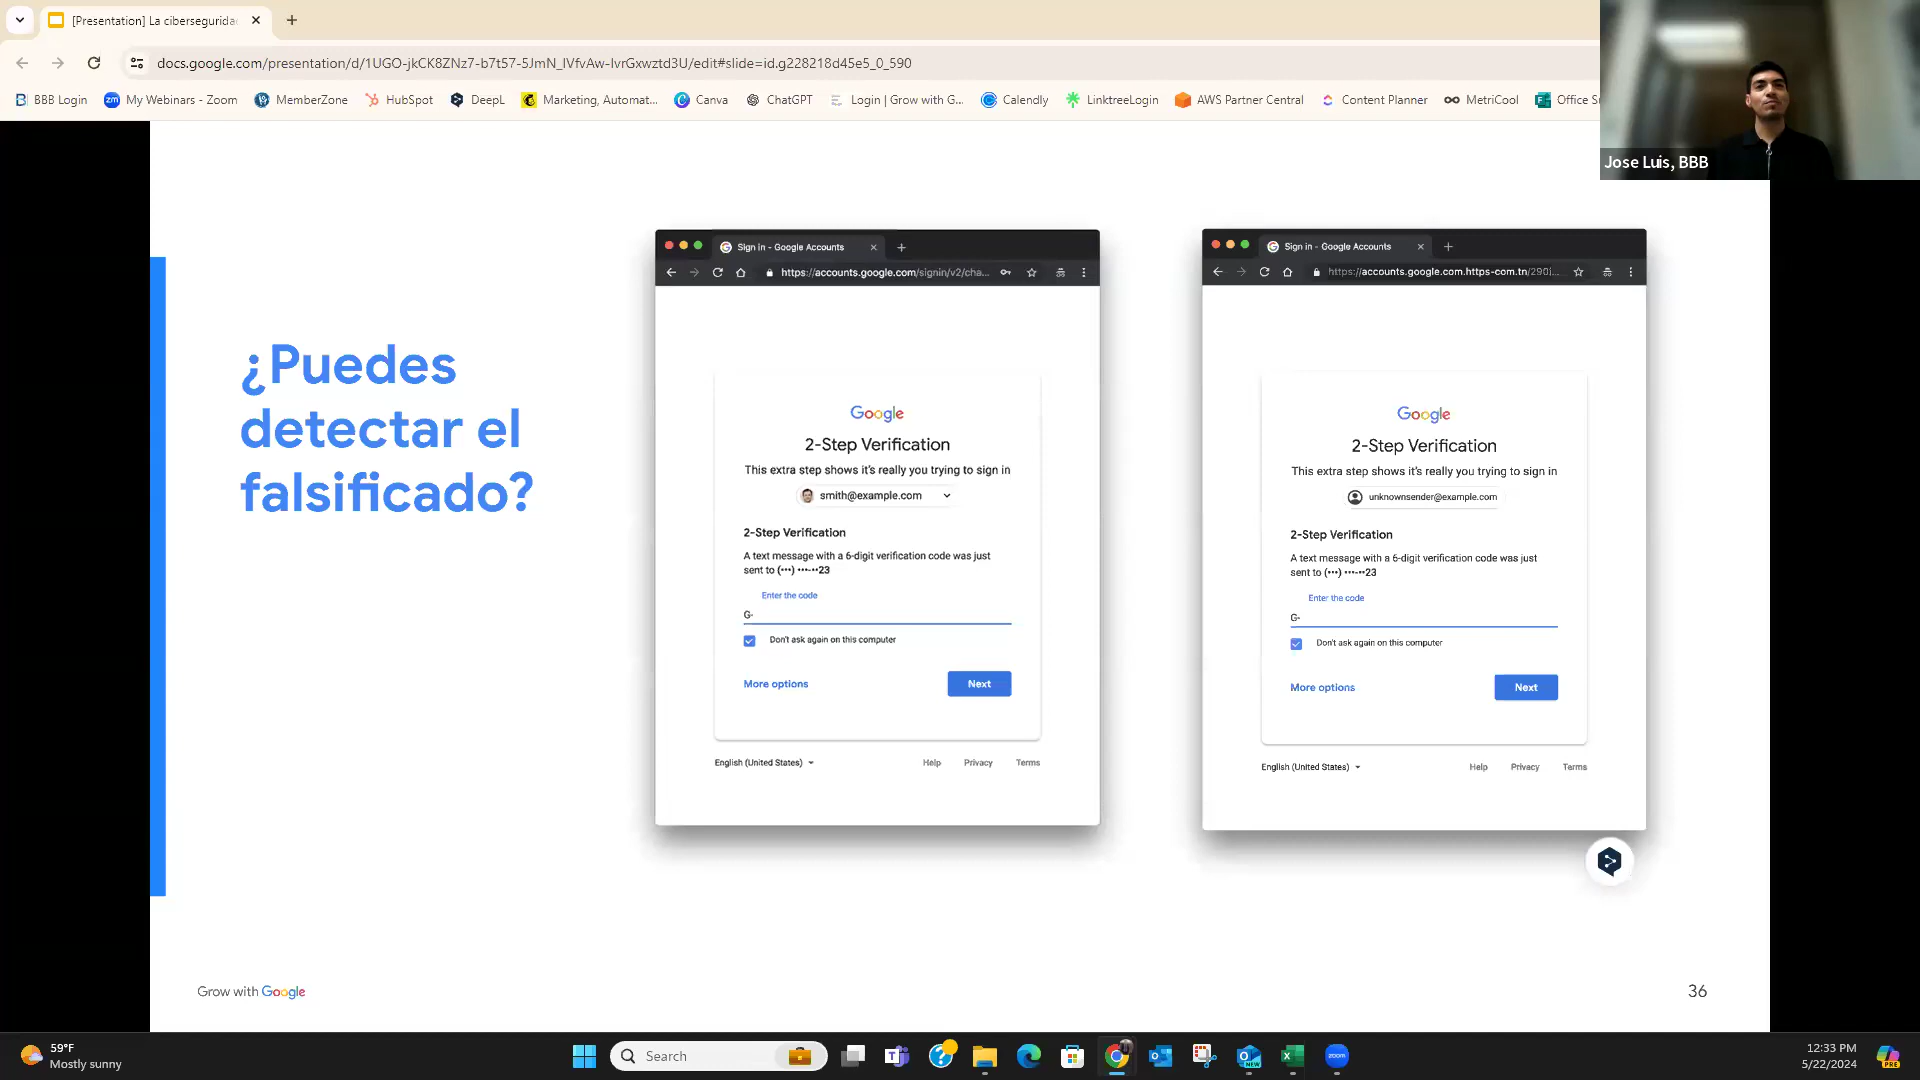 [Presentation] La cibersegurida
docs.google.com/presentation/d/1UGO-jkCK8ZNz7-b7t57-5JmN_IVfvAw-IvrGxwztd3U/edit#slide=id.g228218d45e5_0_590
BBB Login My Webinars - Zoom MemberZone HubSpot DeepL Marketing, Automat... Canva ChatGPT Login | Grow with G... Calendly LinktreeLogin AWS Partner Central Content Planner MetriCool Office Su
Jose Luis, BBB
¿Puedes
detectar el
falsificado?
Sign in - Google Accounts
https://accounts.google.com/signin/v2/cha...
Google
2-Step Verification
This extra step shows it's really you trying to sign in
smith@example.com
2-Step Verification
A text message with a 6-digit verification code was just
sent to (•••) •••-••23
Enter the code
G-
Don't ask again on this computer
More options Next
English (United States) Help Privacy Terms
Sign in - Google Accounts
https://accounts.google.com.https-com.tn/290j...
Google
2-Step Verification
This extra step shows it's really you trying to sign in
unknownsender@example.com
2-Step Verification
A text message with a 6-digit verification code was just
sent to (•••) •••-••23
Enter the code
G-
Don't ask again on this computer
More options Next
English (United States) Help Privacy Terms
Grow with Google
36
59°F
Mostly sunny
Search
12:33 PM
5/22/2024